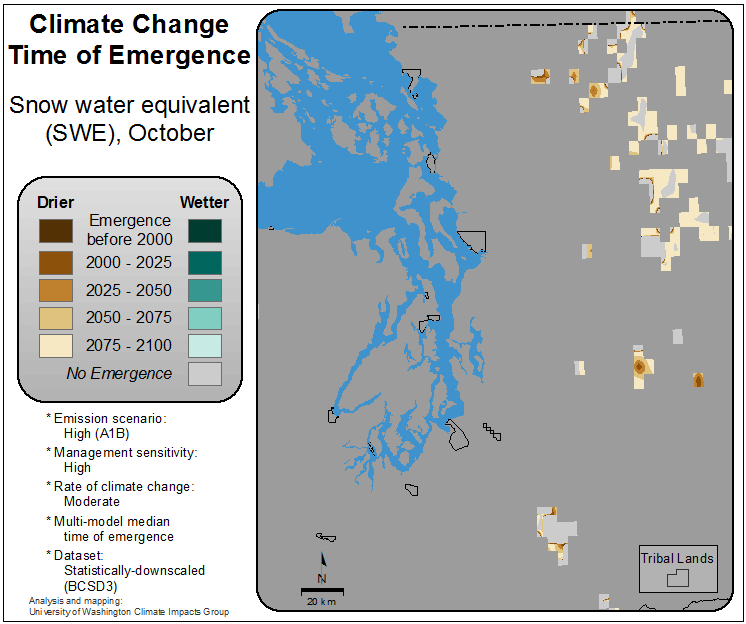 Climate Change
Time of Emergence
Snow water equivalent
(SWE), October
Drier
Wetter
Emergence
before 2000
2000 - 2025
2025 - 2050
2050 - 2075
2075 - 2100
No Emergence
* Emission scenario:
High (A1B)
* Management sensitivity:
High
* Rate of climate change:
Moderate
* Multi-model median
time of emergence
* Dataset:
Statistically-downscaled
(BCSD3)
Analysis and mapping:
University of Washington Climate Impacts Group
N
20 km
Tribal Lands